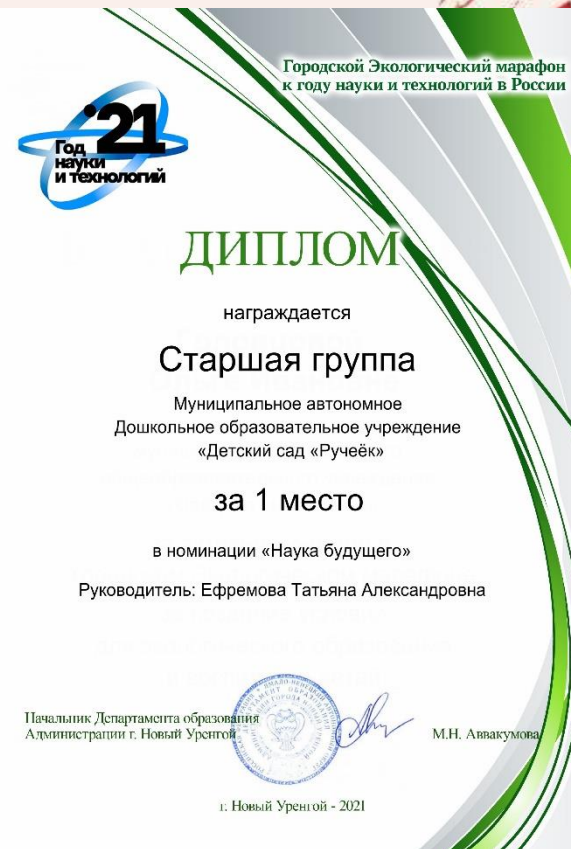 Городской Экологический марафон
к году науки и технологий в России
'21
Год
науки
и технологий
ДИПЛОМ
награждается
Старшая группа
Муниципальное автономное
Дошкольное образовательное учреждение
«Детский сад «Ручеёк»
за 1 место
в номинации «Наука будущего»
Руководитель: Ефремова Татьяна Александровна
Начальник Департамента образования
Администрации г. Новый Уренгой
М.Н. Аввакумова
г. Новый Уренгой - 2021